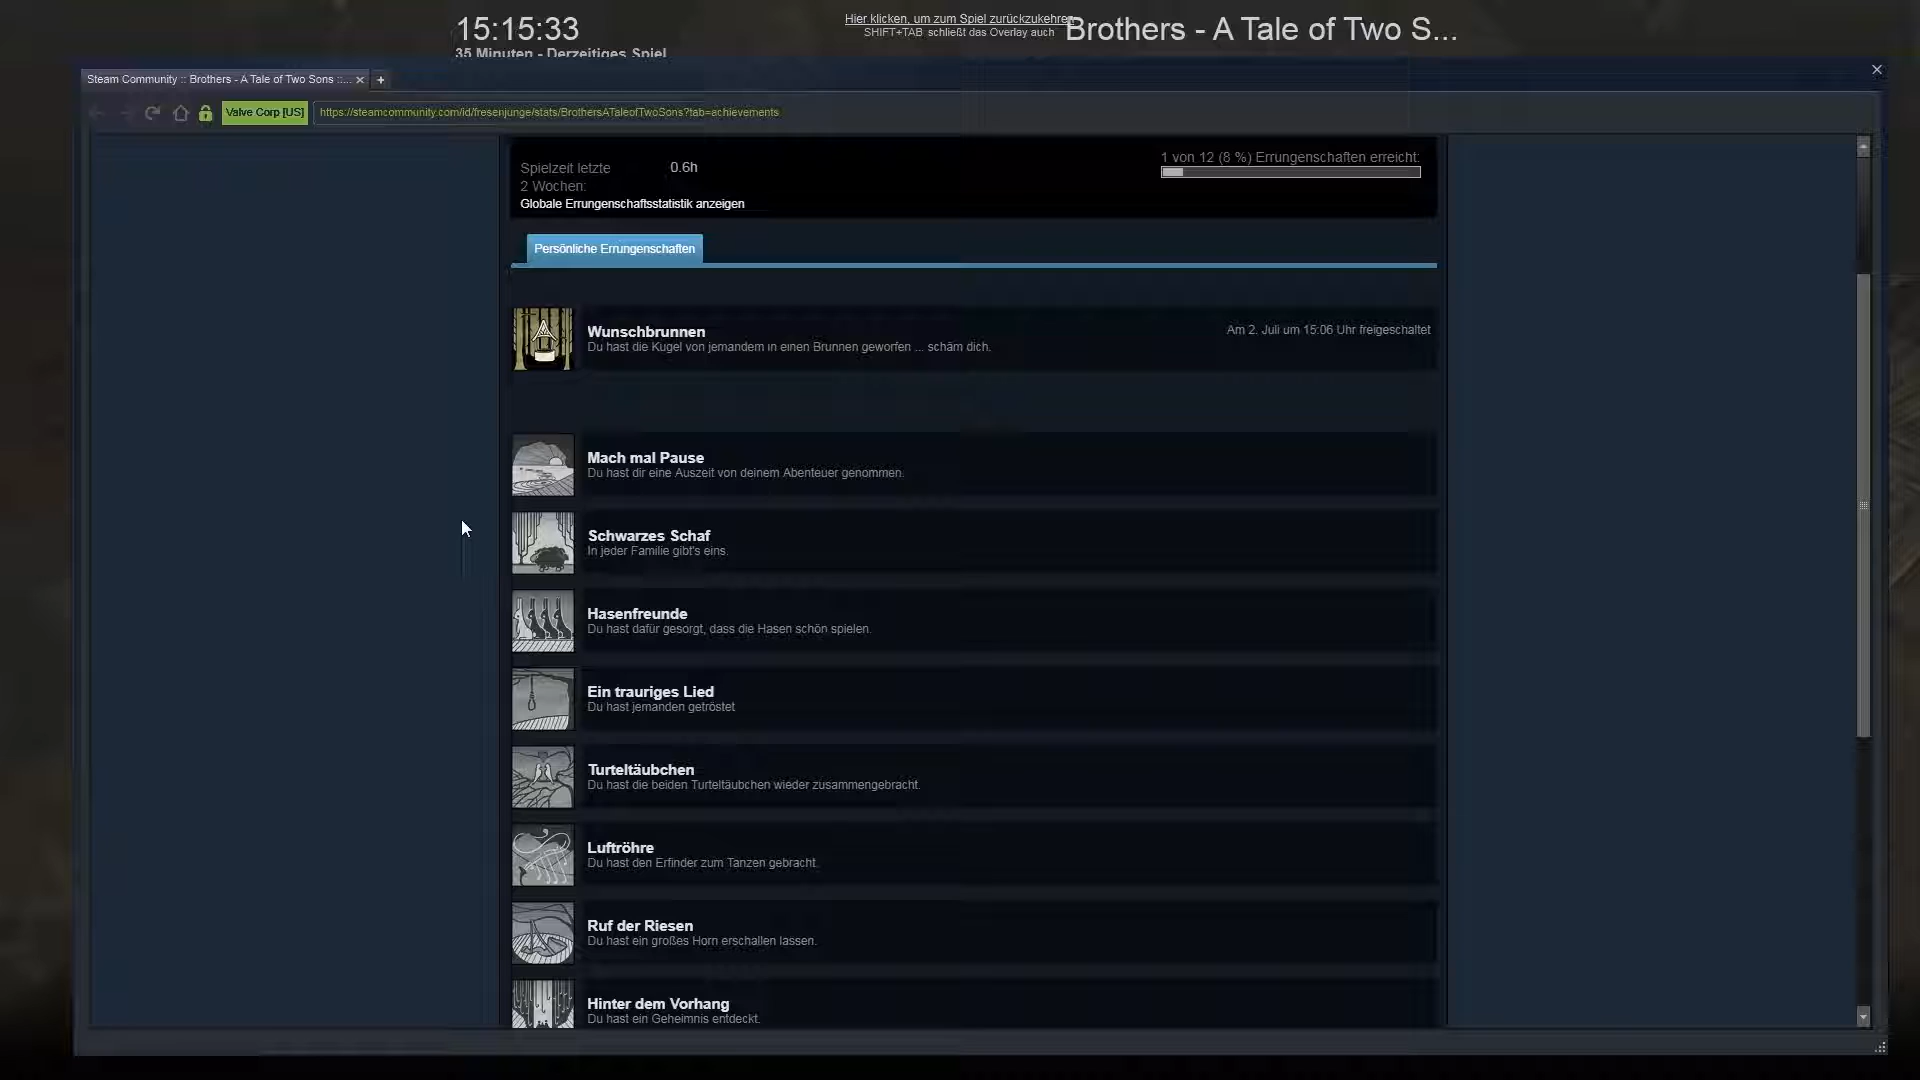 15:15:33
35 Minuten - Derzeitiges Spiel
Hier klicken, um zum Spiel zurückzukehren
SHIFT+TAB schließt das Overlay auch
Brothers - A Tale of Two S...
Steam Community :: Brothers - A Tale of Two Sons ::...
Valve Corp [US]
https://steamcommunity.com/id/fresenjunge/stats/BrothersATaleofTwoSons?tab=achievements
Spielzeit letzte
2 Wochen:
0.6h
Globale Errungenschaftsstatistik anzeigen
1 von 12 (8 %) Errungenschaften erreicht:
Persönliche Errungenschaften
Wunschbrunnen
Du hast die Kugel von jemandem in einen Brunnen geworfen ... schäm dich.
Am 2. Juli um 15:06 Uhr freigeschaltet
Mach mal Pause
Du hast dir eine Auszeit von deinem Abenteuer genommen.
Schwarzes Schaf
In jeder Familie gibt's eins.
Hasenfreunde
Du hast dafür gesorgt, dass die Hasen schön spielen.
Ein trauriges Lied
Du hast jemanden getröstet
Turteltäubchen
Du hast die beiden Turteltäubchen wieder zusammengebracht.
Luftröhre
Du hast den Erfinder zum Tanzen gebracht.
Ruf der Riesen
Du hast ein großes Horn erschallen lassen.
Hinter dem Vorhang
Du hast ein Geheimnis entdeckt.